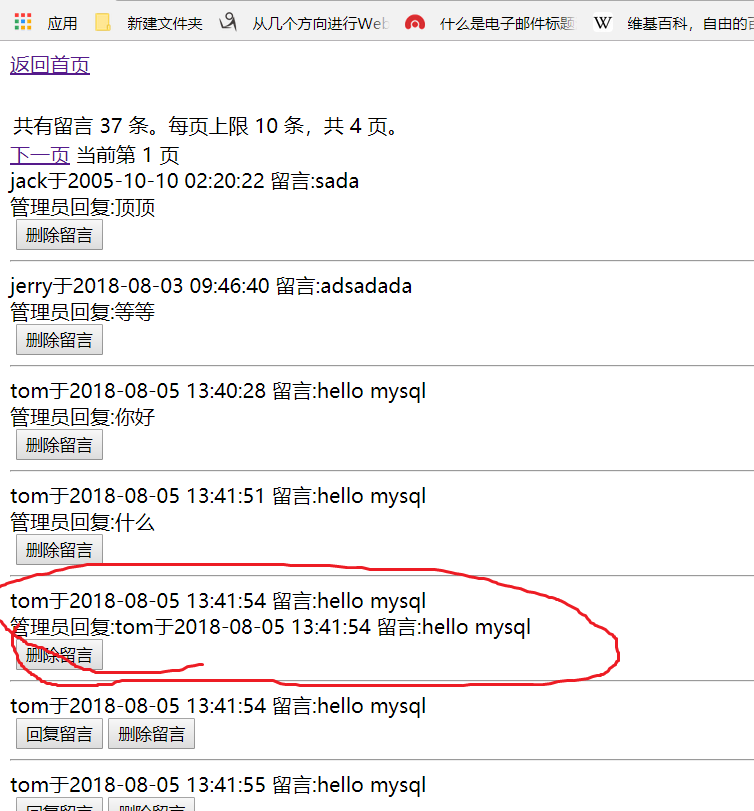 应用 新建文件夹 从几个方向进行Web 什么是电子邮件标题 维基百科，自由的百
返回首页
共有留言 37 条。每页上限 10 条，共 4 页。
下一页 当前第 1 页
jack于2005-10-10 02:20:22 留言:sada
管理员回复:顶顶
删除留言
jerry于2018-08-03 09:46:40 留言:adsadada
管理员回复:等等
删除留言
tom于2018-08-05 13:40:28 留言:hello mysql
管理员回复:你好
删除留言
tom于2018-08-05 13:41:51 留言:hello mysql
管理员回复:什么
删除留言
tom于2018-08-05 13:41:54 留言:hello mysql
管理员回复:tom于2018-08-05 13:41:54 留言:hello mysql
删除留言
tom于2018-08-05 13:41:54 留言:hello mysql
回复留言 删除留言
tom于2018-08-05 13:41:55 留言:hello mysql
回复留言 删除留言